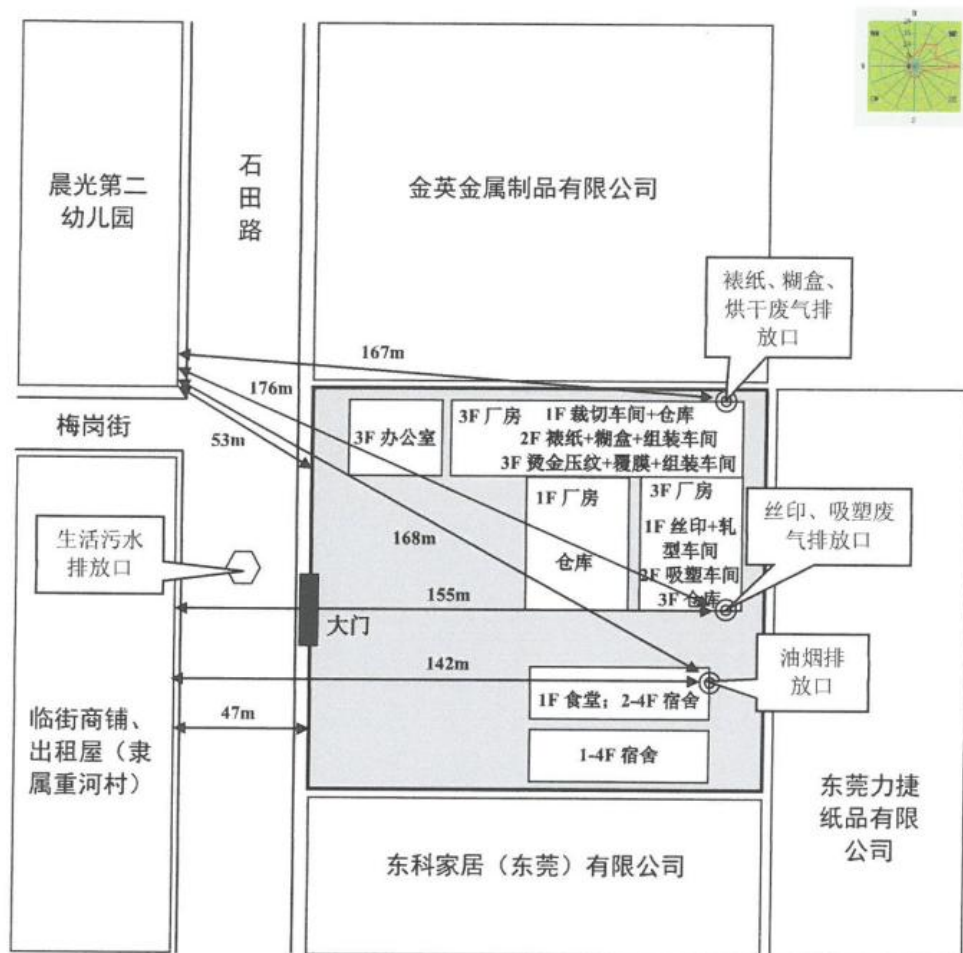 N
晨光第二
幼儿园
石
田
路
金英金属制品有限公司
裱纸、糊盒、
烘干废气排
放口
167m
176m
53m
梅岗街
3F 办公室
3F 厂房
1F 裁切车间+仓库
2F 裱纸+糊盒+组装车间
3F 烫金压纹+覆膜+组装车间
1F 厂房
仓库
3F 厂房
1F 丝印+轧
型车间
2F 吸塑车间
3F 仓库
丝印、吸塑废
气排放口
生活污水
排放口
168m
155m
大门
142m
油烟排
放口
1F 食堂；2-4F 宿舍
47m
1-4F 宿舍
临街商铺、
出租屋（隶
属重河村）
东莞力捷
纸品有限
公司
东科家居（东莞）有限公司